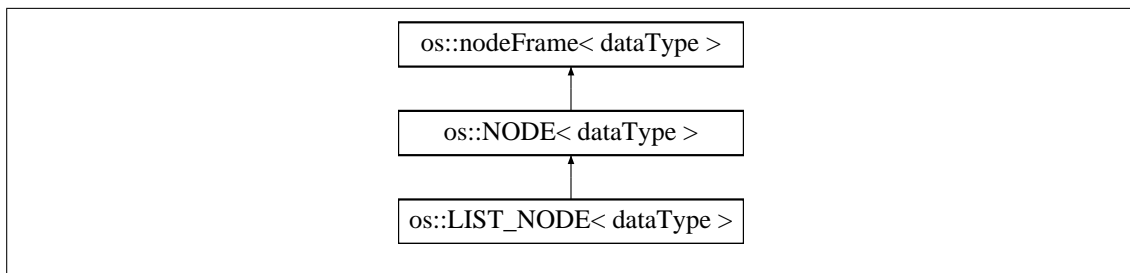 os::nodeFrame< dataType >
os::NODE< dataType >
os::LIST_NODE< dataType >